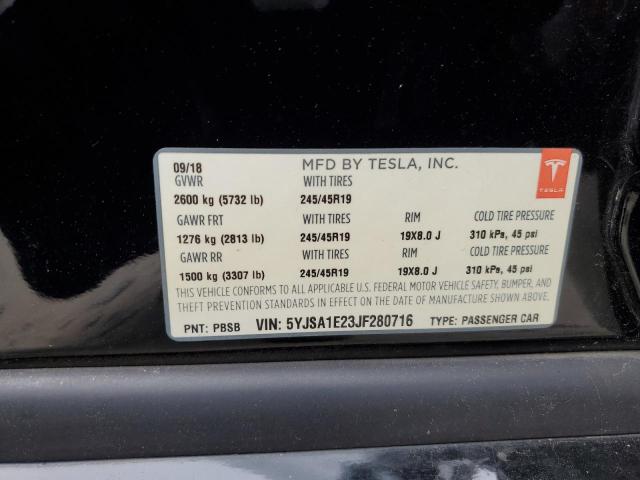 09/18 MFD BY TESLA, INC.
GVWR WITH TIRES
2600 kg (5732 lb) 245/45R19
GAWR FRT WITH TIRES RIM COLD TIRE PRESSURE
1276 kg (2813 lb) 245/45R19 19X8.0 J 310 kPa, 45 psi
GAWR RR WITH TIRES RIM COLD TIRE PRESSURE
1500 kg (3307 lb) 245/45R19 19X8.0 J 310 kPa, 45 psi
THIS VEHICLE CONFORMS TO ALL APPLICABLE U.S. FEDERAL MOTOR VEHICLE SAFETY, BUMPER, AND
THEFT PREVENTION STANDARDS IN EFFECT ON THE DATE OF MANUFACTURE SHOWN ABOVE.
PNT: PBSB VIN: 5YJSA1E23JF280716 TYPE: PASSENGER CAR
TESLA